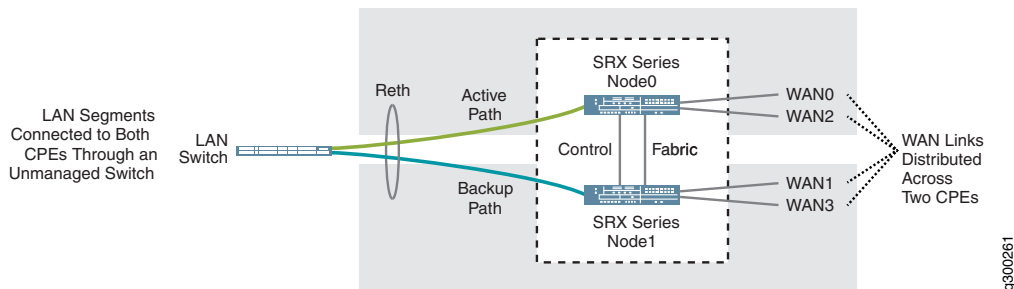 LAN Segments
Connected to Both
CPEs Through an
Unmanaged Switch
LAN
Switch
Reth
Active
Path
Backup
Path
SRX Series
Node0
Control
Fabric
SRX Series
Node1
WAN0
WAN2
WAN1
WAN3
WAN Links
Distributed
Across
Two CPEs
g300261